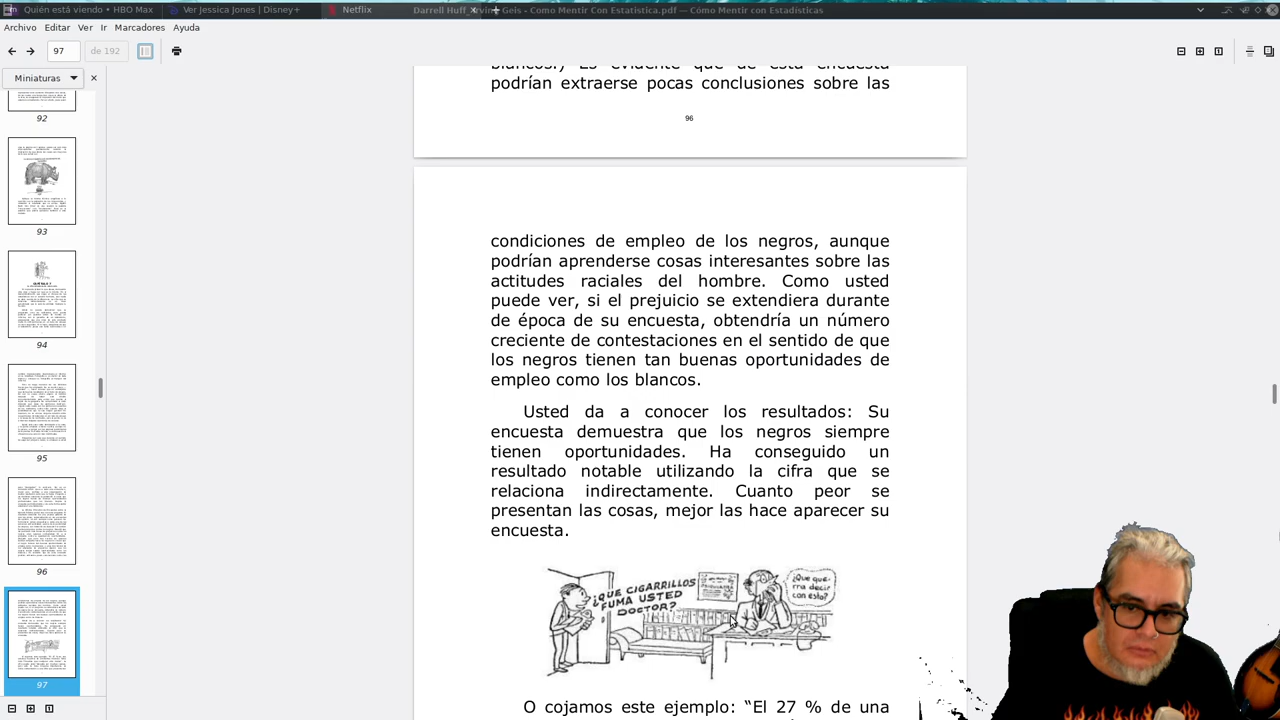 Quién está viendo • HBO Max
Ver Jessica Jones | Disney+
Netflix
Darrell Huff Irving Geis - Como Mentir Con Estatistica.pdf — Cómo Mentir con Estadísticas
Archivo Editar Ver Ir Marcadores Ayuda
97 de 192
Miniaturas
92
93
94
95
96
97
blancos.) Es evidente que de esta encuesta
podrían extraerse pocas conclusiones sobre las
96
condiciones de empleo de los negros, aunque
podrían aprenderse cosas interesantes sobre las
actitudes raciales del hombre. Como usted
puede ver, si el prejuicio se extendiera durante
de época de su encuesta, obtendría un número
creciente de contestaciones en el sentido de que
los negros tienen tan buenas oportunidades de
empleo como los blancos.
Usted da a conocer los resultados: Su
encuesta demuestra que los negros siempre
tienen oportunidades. Ha conseguido un
resultado notable utilizando la cifra que se
relaciona indirectamente. Cuanto peor se
presentan las cosas, mejor las hace aparecer su
encuesta.
¿QUE CIGARRILLOS
FUMA USTED
DOCTOR?
¿Que que-
rra decir
con esto?
O cojamos este ejemplo: “El 27 % de una